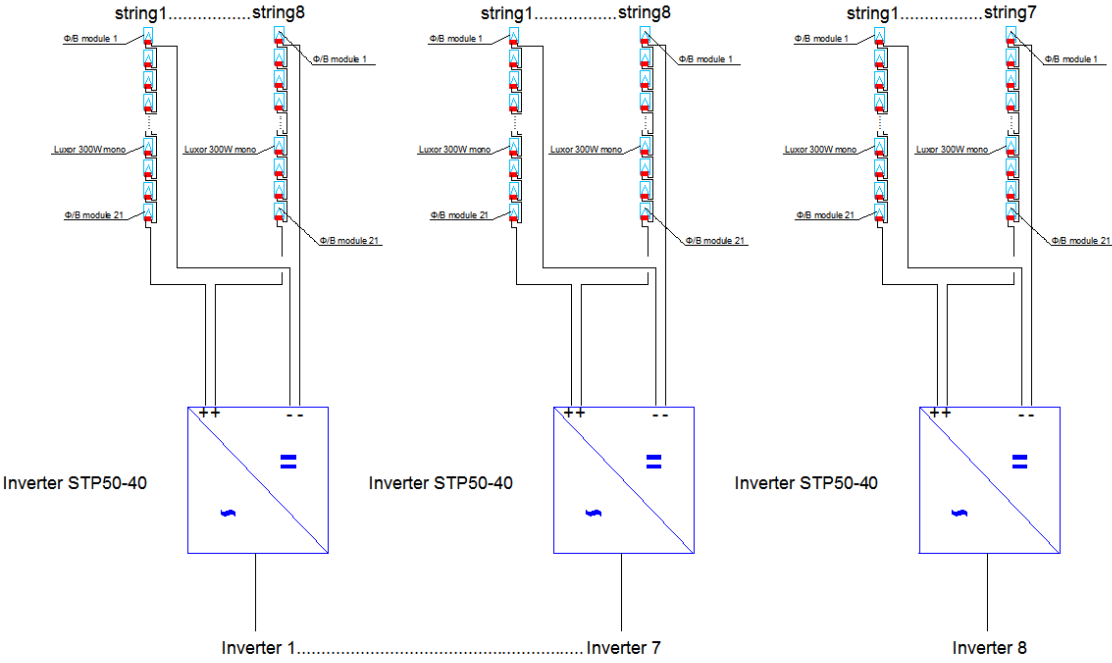 string1.................string8
string1.................string8
string1.................string7
Φ/B module 1
Φ/B module 1
Φ/B module 1
Φ/B module 1
Φ/B module 1
Φ/B module 1
Luxor 300W mono
Luxor 300W mono
Luxor 300W mono
Luxor 300W mono
Luxor 300W mono
Luxor 300W mono
Φ/B module 21
Φ/B module 21
Φ/B module 21
Φ/B module 21
Φ/B module 21
Φ/B module 21
++ --
++ --
++ --
Inverter STP50-40
Inverter STP50-40
Inverter STP50-40
Inverter 1..........................................................Inverter 7
Inverter 8